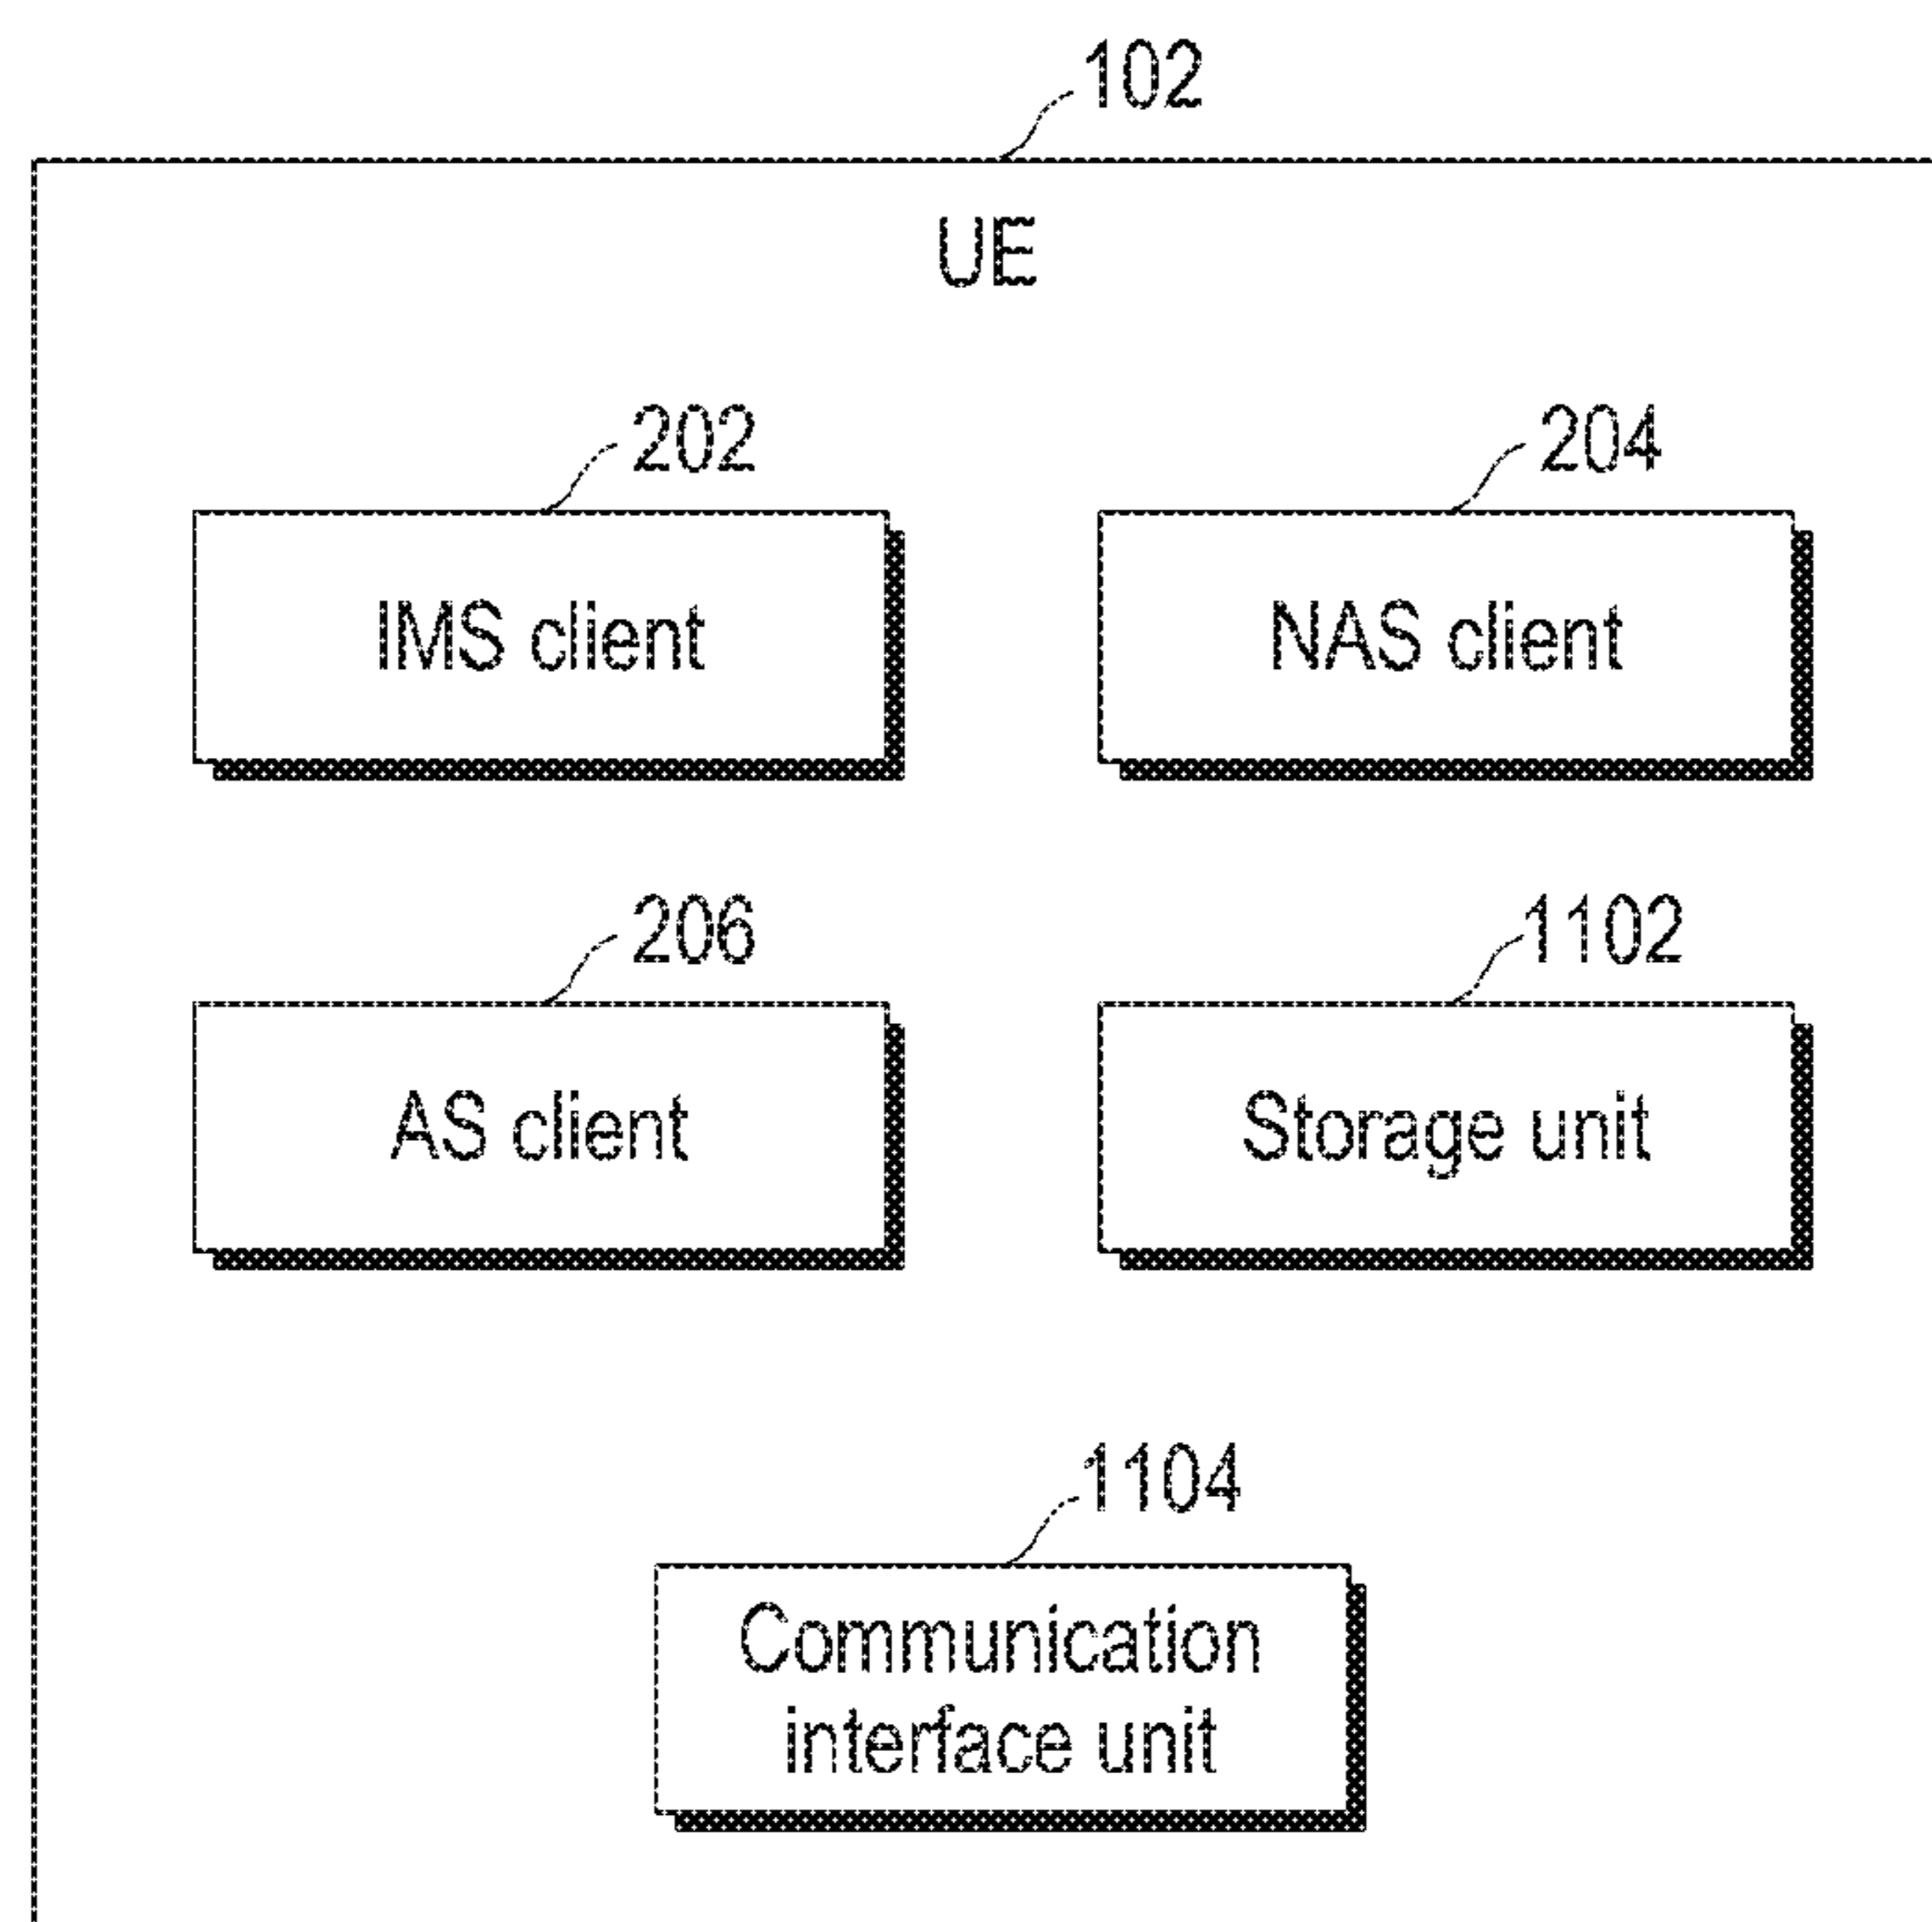 102
UE
202
204
IMS client
NAS client
206
1102
AS client
Storage unit
1104
Communication
interface unit